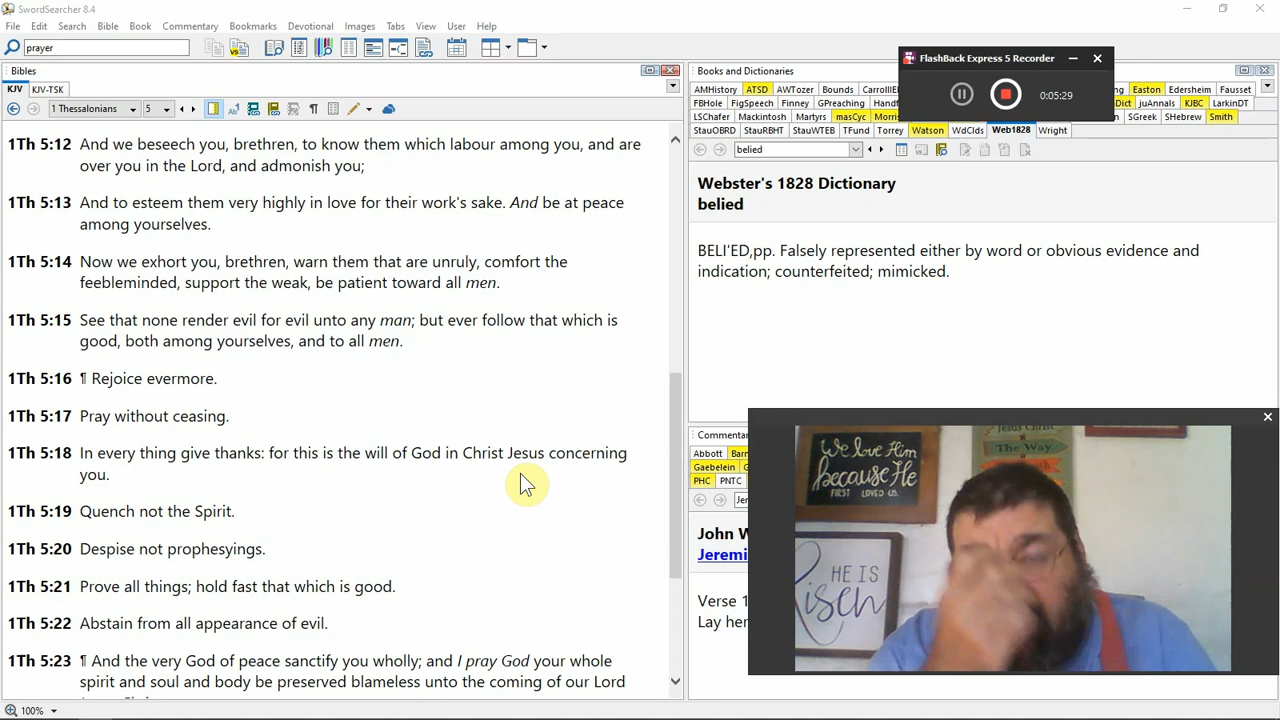 SwordSearcher 8.4
File Edit Search Bible Book Commentary Bookmarks Devotional Images Tabs View User Help
prayer
FlashBack Express 5 Recorder
0:05:29
Bibles
KJV KJV-TSK
1 Thessalonians 5
1Th 5:12 And we beseech you, brethren, to know them which labour among you, and are
over you in the Lord, and admonish you;
1Th 5:13 And to esteem them very highly in love for their work's sake. And be at peace
among yourselves.
1Th 5:14 Now we exhort you, brethren, warn them that are unruly, comfort the
feebleminded, support the weak, be patient toward all men.
1Th 5:15 See that none render evil for evil unto any man; but ever follow that which is
good, both among yourselves, and to all men.
1Th 5:16 ¶ Rejoice evermore.
1Th 5:17 Pray without ceasing.
1Th 5:18 In every thing give thanks: for this is the will of God in Christ Jesus concerning
you.
1Th 5:19 Quench not the Spirit.
1Th 5:20 Despise not prophesyings.
1Th 5:21 Prove all things; hold fast that which is good.
1Th 5:22 Abstain from all appearance of evil.
1Th 5:23 ¶ And the very God of peace sanctify you wholly; and I pray God your whole
spirit and soul and body be preserved blameless unto the coming of our Lord
100%
Books and Dictionaries
AMHistory ATSD AWTozer Bounds CarrollIE Easton Edersheim Fausset
FBHole FigSpeech Finney GPreaching Dict juAnnals KJBC LarkinDT
LSChafer Mackintosh Martyrs masCyc SGreek SHebrew Smith
StauOBRD StauRBHT StauWTEB TFund Torrey Watson WdClds Web1828 Wright
belied
Webster's 1828 Dictionary
belied
BELI'ED,pp. Falsely represented either by word or obvious evidence and
indication; counterfeited; mimicked.
Commentar
Abbott
Gaebelein
PHC PNTC
John W
Jeremi
Verse 1
Lay her
We love Him
because He
FIRST LOVED US.
Jesus Christ
The Way
HE IS
Risen